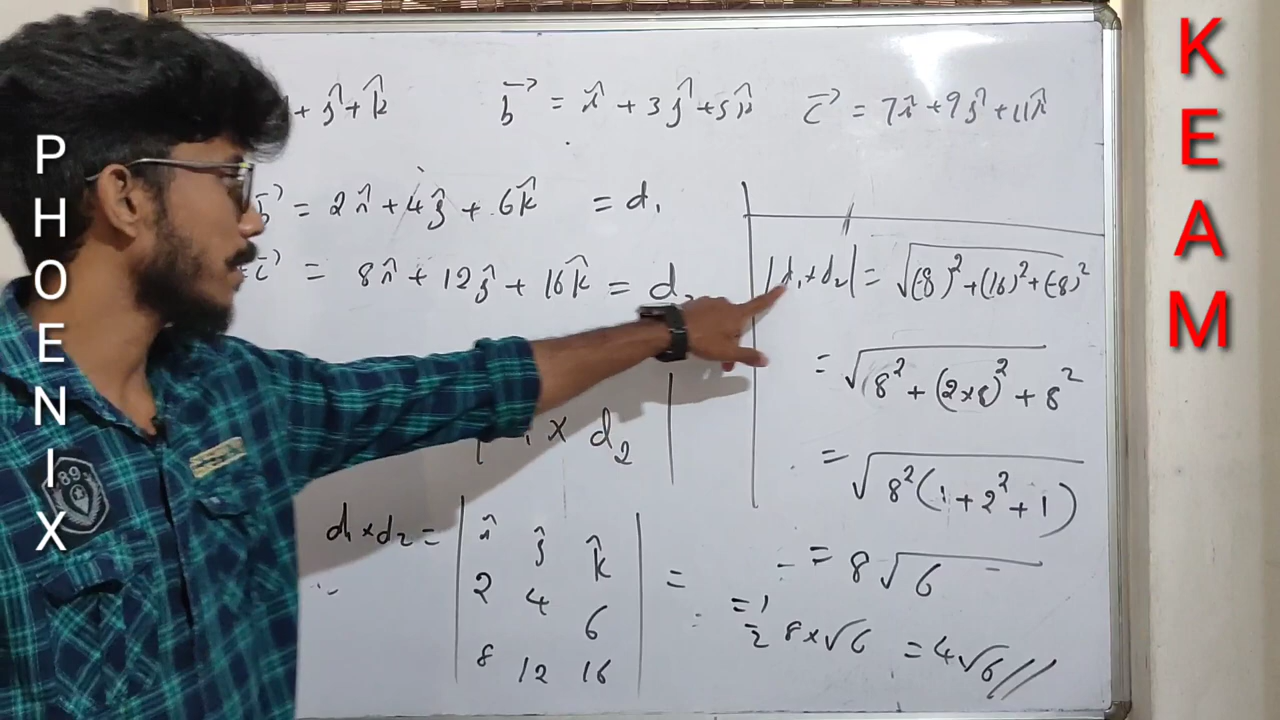 PHOENIX
KEAM
+ ĵ + k̂
b⃗ = î + 3ĵ + 5k̂
c⃗ = 7î + 9ĵ + 11k̂
b⃗ = 2î + 4ĵ + 6k̂ = d₁
+ c⃗ = 8î + 12ĵ + 16k̂ = d₂
× d₂ |
d₁ × d₂ = | î ĵ k̂
2 4 6
8 12 16 | =
|d₁ × d₂| = √(-8)² + (16)² + (-8)²
= √8² + (2×8)² + 8²
= √8²(1 + 2² + 1)
= 8√6
= 1/2 8×√6 = 4√6 //
89